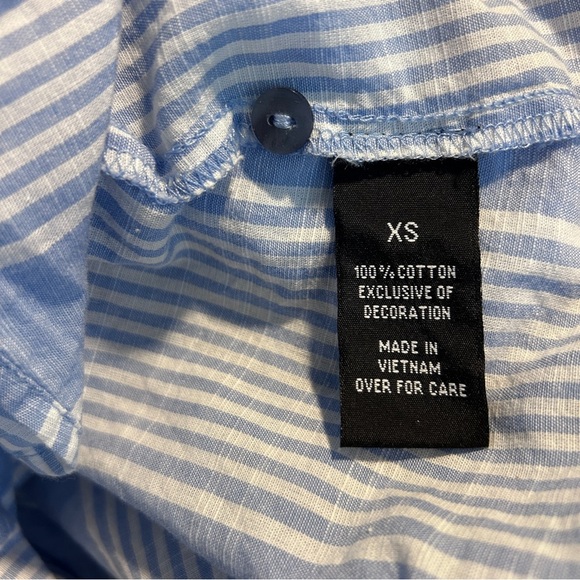 XS
100% COTTON
EXCLUSIVE OF
DECORATION
MADE IN
VIETNAM
OVER FOR CARE